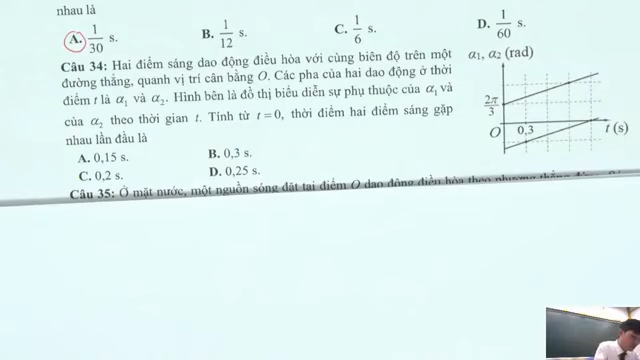 nhau là
A. 1/30 s. B. 1/12 s. C. 1/6 s. D. 1/60 s.
Câu 34: Hai điểm sáng dao động điều hòa với cùng biên độ trên một
đường thẳng, quanh vị trí cân bằng O. Các pha của hai dao động ở thời
điểm t là α₁ và α₂. Hình bên là đồ thị biểu diễn sự phụ thuộc của α₁ và
của α₂ theo thời gian t. Tính từ t = 0, thời điểm hai điểm sáng gặp
nhau lần đầu là
A. 0,15 s. B. 0,3 s.
C. 0,2 s. D. 0,25 s.
α₁, α₂ (rad)
2π/3
O 0,3 t (s)
Câu 35: Ở mặt nước, một nguồn sóng đặt tại điểm O dao động điều hòa theo phương thẳng